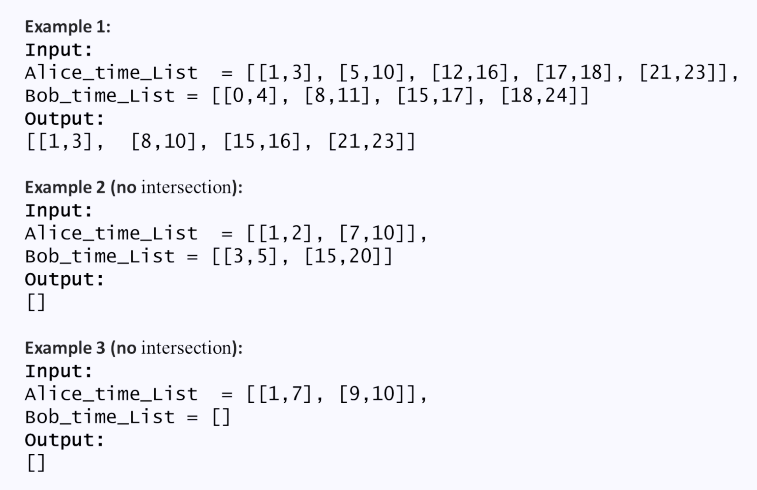 Example 1:
Input:
Alice_time_List  = [[1,3], [5,10], [12,16], [17,18], [21,23]],
Bob_time_List = [[0,4], [8,11], [15,17], [18,24]]
Output:
[[1,3],  [8,10], [15,16], [21,23]]
Example 2 (no intersection):
Input:
Alice_time_List  = [[1,2], [7,10]],
Bob_time_List = [[3,5], [15,20]]
Output:
[]
Example 3 (no intersection):
Input:
Alice_time_List  = [[1,7], [9,10]],
Bob_time_List = []
Output:
[]